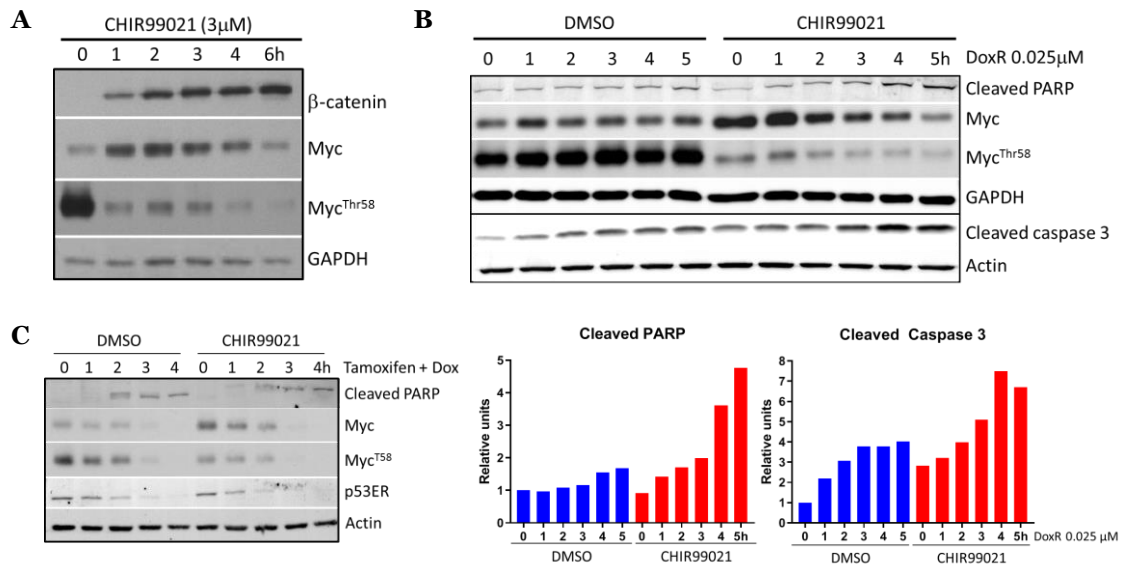 A
CHIR99021 (3μM)
0 1 2 3 4 6h
β-catenin
Myc
Myc^Thr58
GAPDH
B
DMSO CHIR99021
0 1 2 3 4 5 0 1 2 3 4 5h DoxR 0.025μM
Cleaved PARP
Myc
Myc^Thr58
GAPDH
Cleaved caspase 3
Actin
C
DMSO CHIR99021
0 1 2 3 4 0 1 2 3 4h Tamoxifen + Dox
Cleaved PARP
Myc
Myc^T58
p53ER
Actin
Cleaved PARP
Relative units
5
4
3
2
1
0
0 1 2 3 4 5 0 1 2 3 4 5h
DMSO CHIR99021
Cleaved Caspase 3
Relative units
8
7
6
5
4
3
2
1
0
0 1 2 3 4 5 0 1 2 3 4 5h DoxR 0.025 μM
DMSO CHIR99021